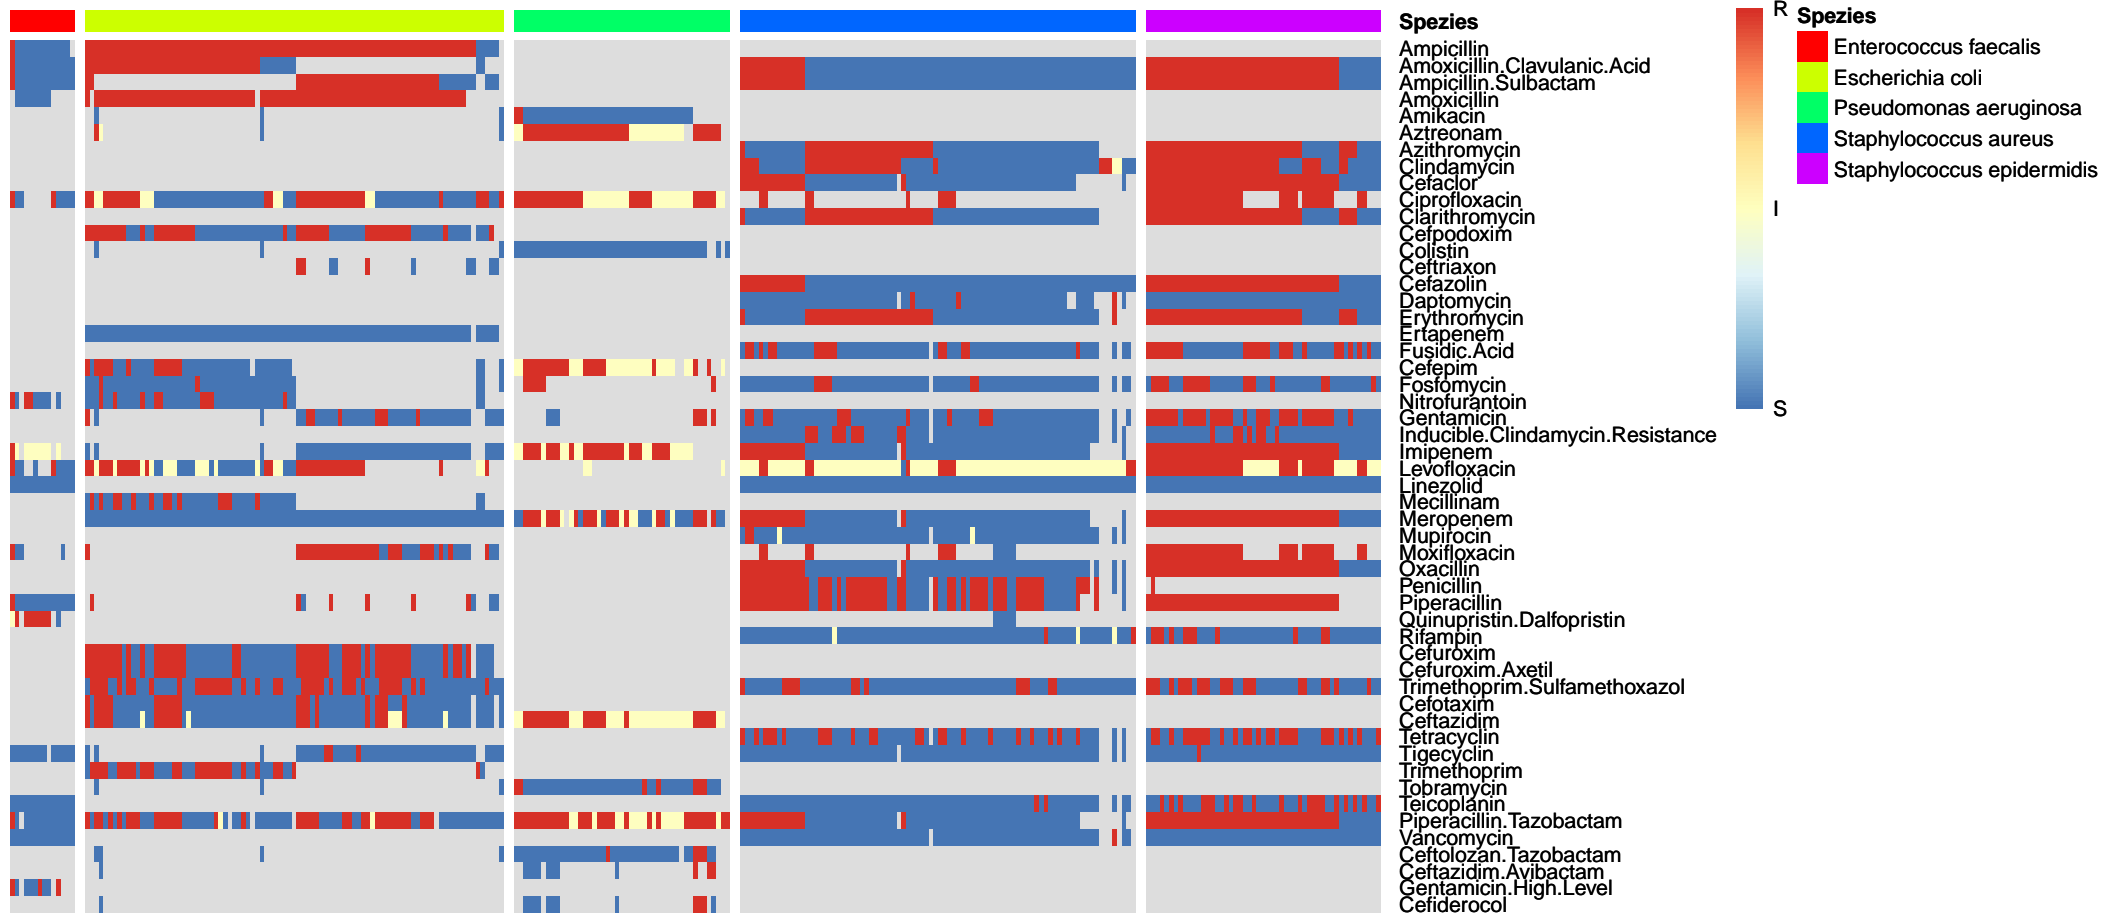 Spezies
Ampicillin
Amoxicillin.Clavulanic.Acid
Ampicillin.Sulbactam
Amoxicillin
Amikacin
Aztreonam
Azithromycin
Clindamycin
Cefaclor
Ciprofloxacin
Clarithromycin
Cefpodoxim
Colistin
Ceftriaxon
Cefazolin
Daptomycin
Erythromycin
Ertapenem
Fusidic.Acid
Cefepim
Fosfomycin
Nitrofurantoin
Gentamicin
Inducible.Clindamycin.Resistance
Imipenem
Levofloxacin
Linezolid
Mecillinam
Meropenem
Mupirocin
Moxifloxacin
Oxacillin
Penicillin
Piperacillin
Quinupristin.Dalfopristin
Rifampin
Cefuroxim
Cefuroxim.Axetil
Trimethoprim.Sulfamethoxazol
Cefotaxim
Ceftazidim
Tetracyclin
Tigecyclin
Trimethoprim
Tobramycin
Teicoplanin
Piperacillin.Tazobactam
Vancomycin
Ceftolozan.Tazobactam
Ceftazidim.Avibactam
Gentamicin.High.Level
Cefiderocol
R
I
S
Spezies
Enterococcus faecalis
Escherichia coli
Pseudomonas aeruginosa
Staphylococcus aureus
Staphylococcus epidermidis